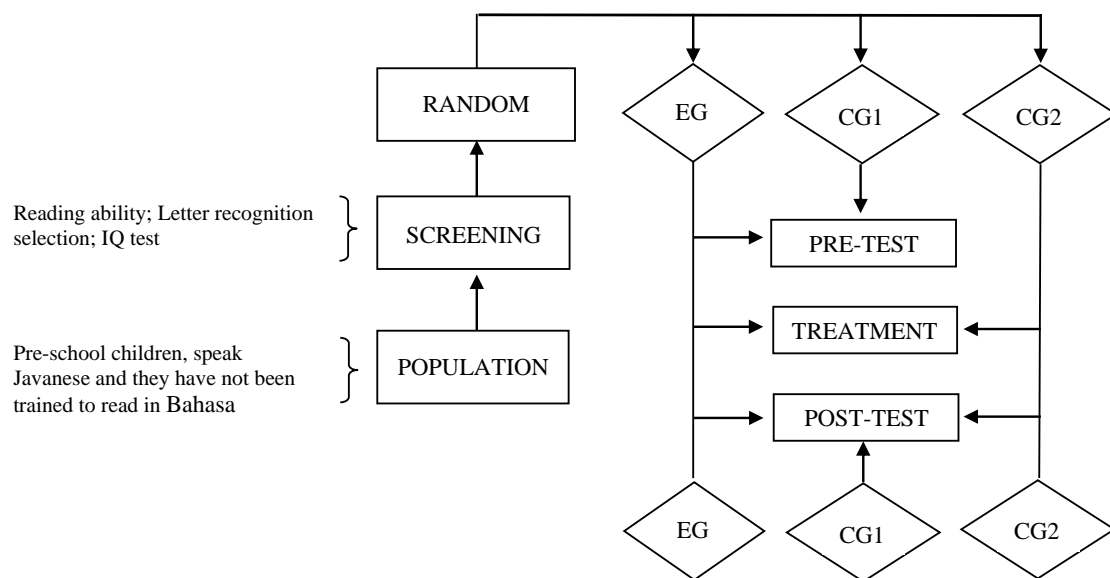 RANDOM
EG
CG1
CG2
Reading ability; Letter recognition
selection; IQ test
SCREENING
PRE-TEST
Pre-school children, speak
Javanese and they have not been
trained to read in Bahasa
POPULATION
TREATMENT
POST-TEST
EG
CG1
CG2